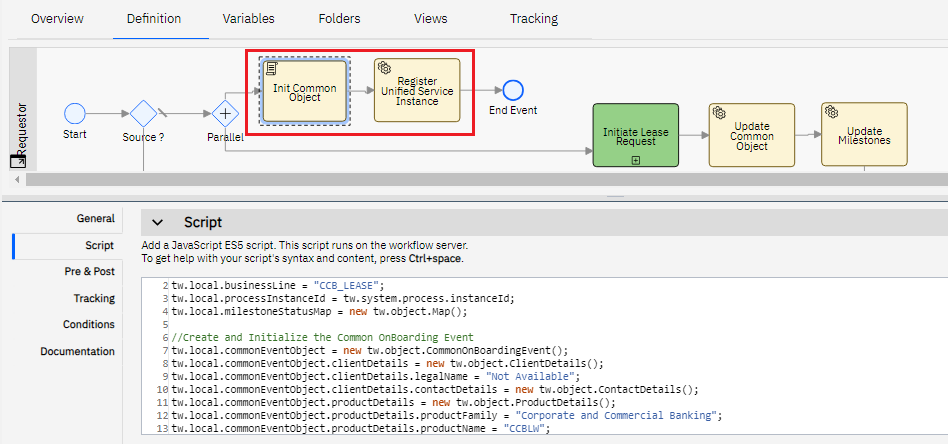 Overview
Definition
Variables
Folders
Views
Tracking
Requestor
Start
Source ?
Parallel
Init Common
Object
Register
Unified Service
Instance
End Event
Initiate Lease
Request
Update
Common
Object
Update
Milestones
General
Script
Pre & Post
Tracking
Conditions
Documentation
Script
Add a JavaScript ES5 script. This script runs on the workflow server.
To get help with your script's syntax and content, press Ctrl+space.
2 tw.local.businessLine = "CCB_LEASE";
3 tw.local.processInstanceId = tw.system.process.instanceId;
4 tw.local.milestoneStatusMap = new tw.object.Map();
5
6 //Create and Initialize the Common OnBoarding Event
7 tw.local.commonEventObject = new tw.object.CommonOnBoardingEvent();
8 tw.local.commonEventObject.clientDetails = new tw.object.ClientDetails();
9 tw.local.commonEventObject.clientDetails.legalName = "Not Available";
10 tw.local.commonEventObject.clientDetails.contactDetails = new tw.object.ContactDetails();
11 tw.local.commonEventObject.productDetails = new tw.object.ProductDetails();
12 tw.local.commonEventObject.productDetails.productFamily = "Corporate and Commercial Banking";
13 tw.local.commonEventObject.productDetails.productName = "CCBLW";